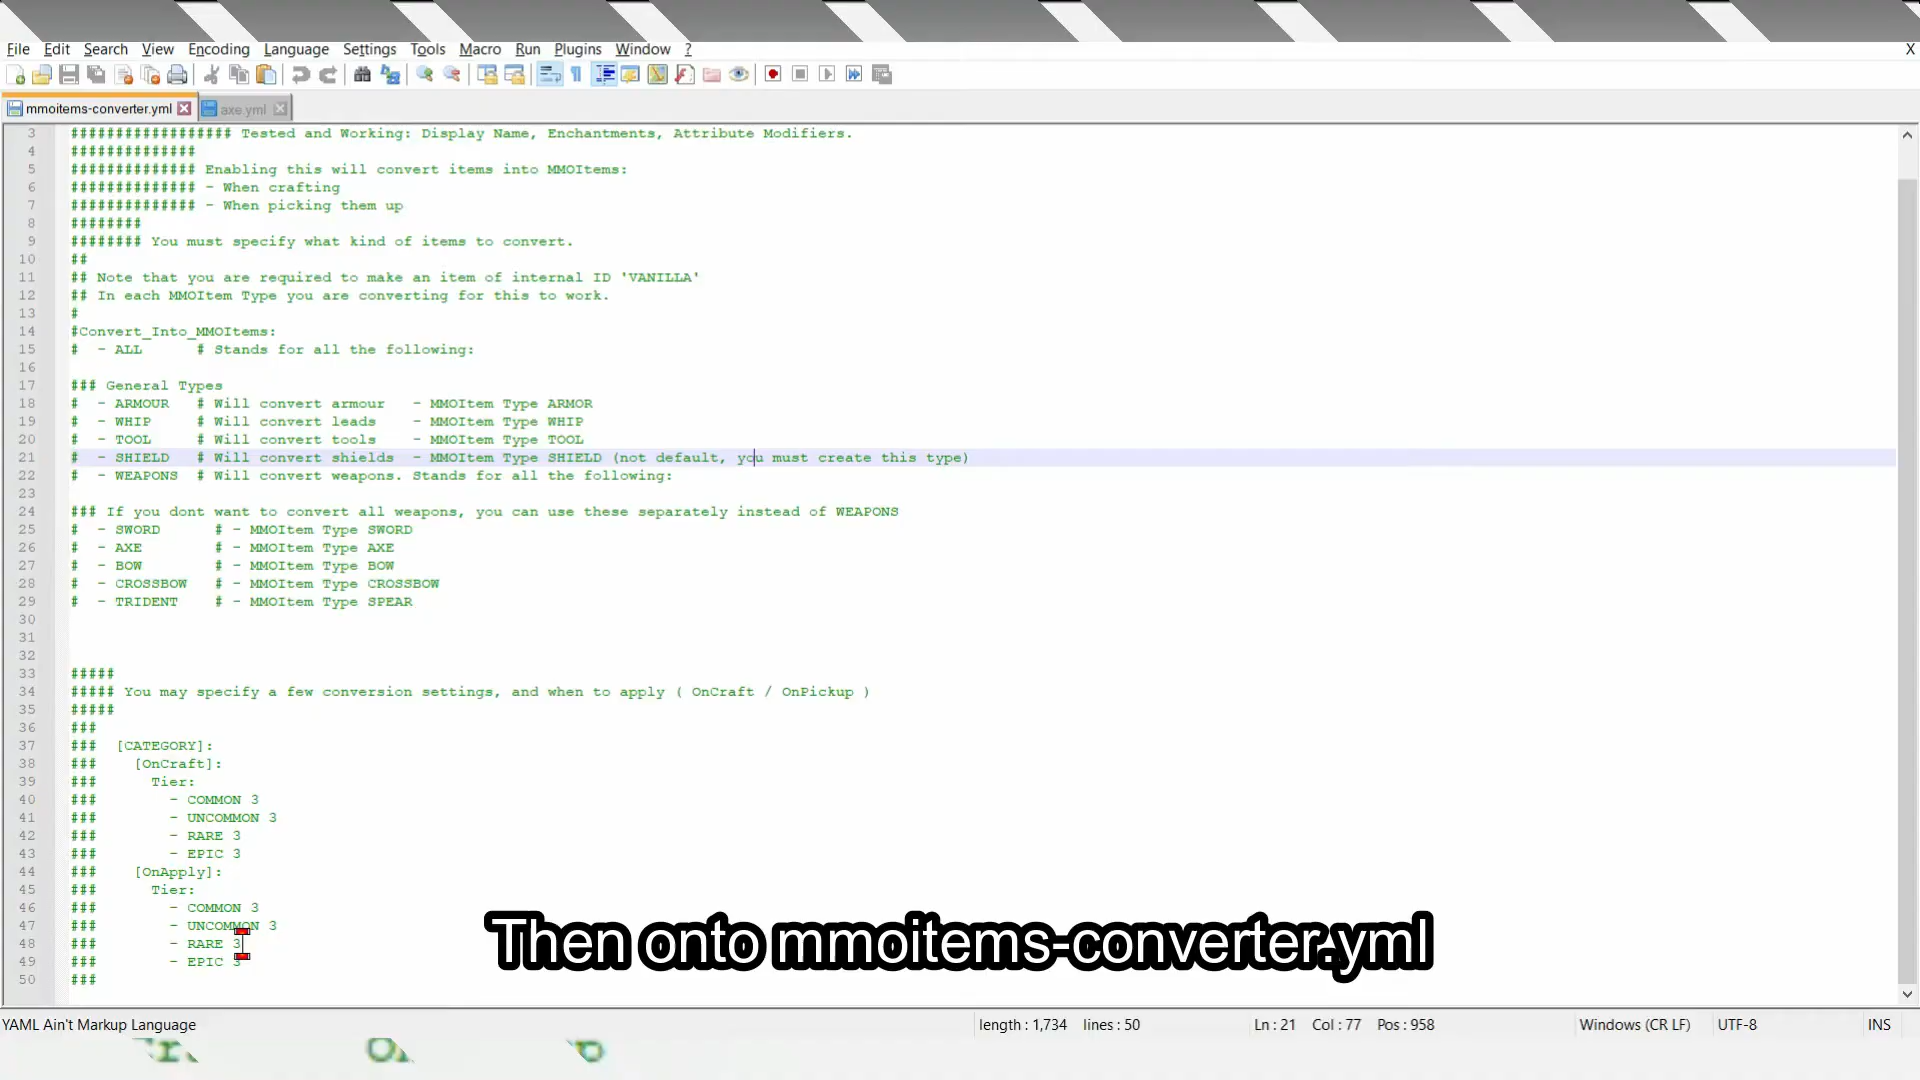 File Edit Search View Encoding Language Settings Tools Macro Run Plugins Window ? X
mmoitems-converter.yml axe.yml
3 ################## Tested and Working: Display Name, Enchantments, Attribute Modifiers.
4 ##############
5 ############## Enabling this will convert items into MMOItems:
6 ############## - When crafting
7 ############## - When picking them up
8 ########
9 ######## You must specify what kind of items to convert.
10 ##
11 ## Note that you are required to make an item of internal ID 'VANILLA'
12 ## In each MMOItem Type you are converting for this to work.
13 #
14 #Convert_Into_MMOItems:
15 #  - ALL      # Stands for all the following:
16
17 ### General Types
18 #  - ARMOUR   # Will convert armour   - MMOItem Type ARMOR
19 #  - WHIP     # Will convert leads    - MMOItem Type WHIP
20 #  - TOOL     # Will convert tools    - MMOItem Type TOOL
21 #  - SHIELD   # Will convert shields  - MMOItem Type SHIELD (not default, you must create this type)
22 #  - WEAPONS  # Will convert weapons. Stands for all the following:
23
24 ### If you dont want to convert all weapons, you can use these separately instead of WEAPONS
25 #  - SWORD      # - MMOItem Type SWORD
26 #  - AXE        # - MMOItem Type AXE
27 #  - BOW        # - MMOItem Type BOW
28 #  - CROSSBOW   # - MMOItem Type CROSSBOW
29 #  - TRIDENT    # - MMOItem Type SPEAR
30
31
32
33 #####
34 ##### You may specify a few conversion settings, and when to apply ( OnCraft / OnPickup )
35 #####
36 ###
37 ###  [CATEGORY]:
38 ###    [OnCraft]:
39 ###      Tier:
40 ###        - COMMON 3
41 ###        - UNCOMMON 3
42 ###        - RARE 3
43 ###        - EPIC 3
44 ###    [OnApply]:
45 ###      Tier:
46 ###        - COMMON 3
47 ###        - UNCOMMON 3
48 ###        - RARE 3
49 ###        - EPIC 3
50 ###
Then onto mmoitems-converter.yml
YAML Ain't Markup Language length : 1,734 lines : 50 Ln : 21 Col : 77 Pos : 958 Windows (CR LF) UTF-8 INS